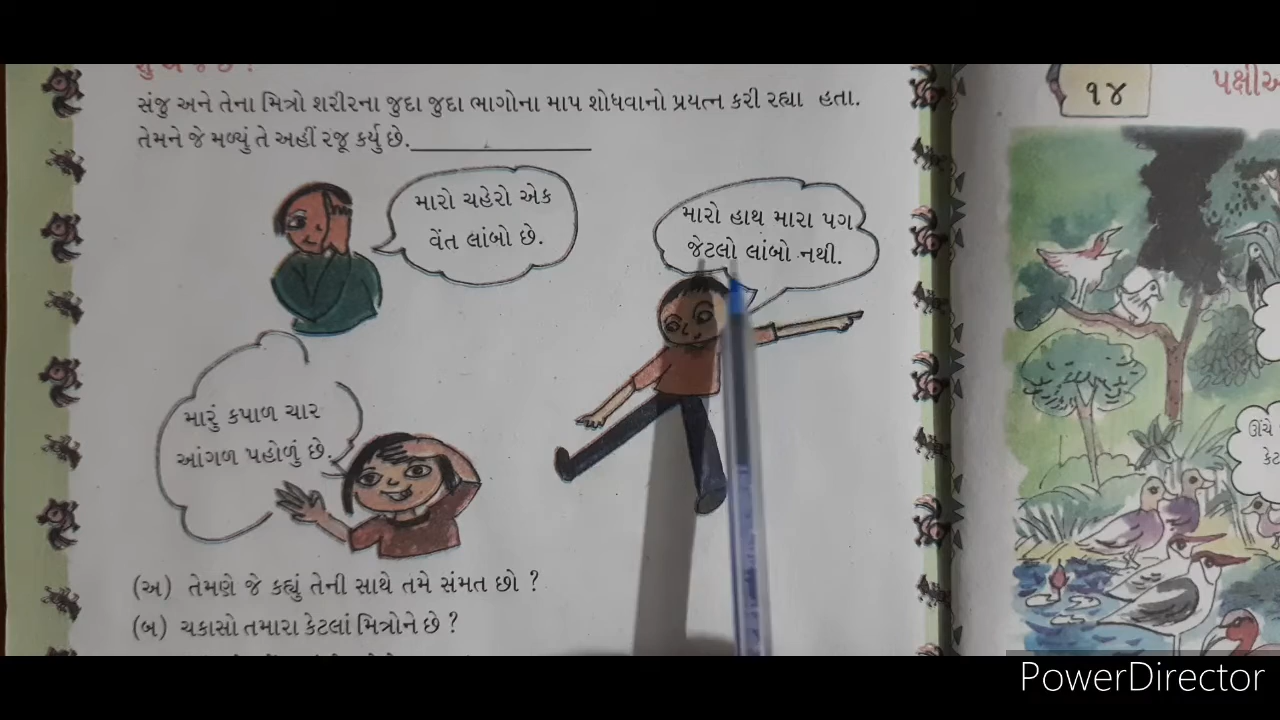 સંજુ અને તેના મિત્રો શરીરના જુદા જુદા ભાગોના માપ શોધવાનો પ્રયત્ન કરી રહ્યા હતા.
તેમને જે મળ્યું તે અહીં રજૂ કર્યુ છે.
મારો ચહેરો એક
વેંત લાંબો છે.
મારો હાથ મારા પગ
જેટલો લાંબો નથી.
મારું કપાળ ચાર
આંગળ પહોળું છે.
(અ) તેમણે જે કહ્યું તેની સાથે તમે સંમત છો ?
(બ) ચકાસો તમારા કેટલાં મિત્રોને છે ?
૧૪
ઊંચે
PowerDirector